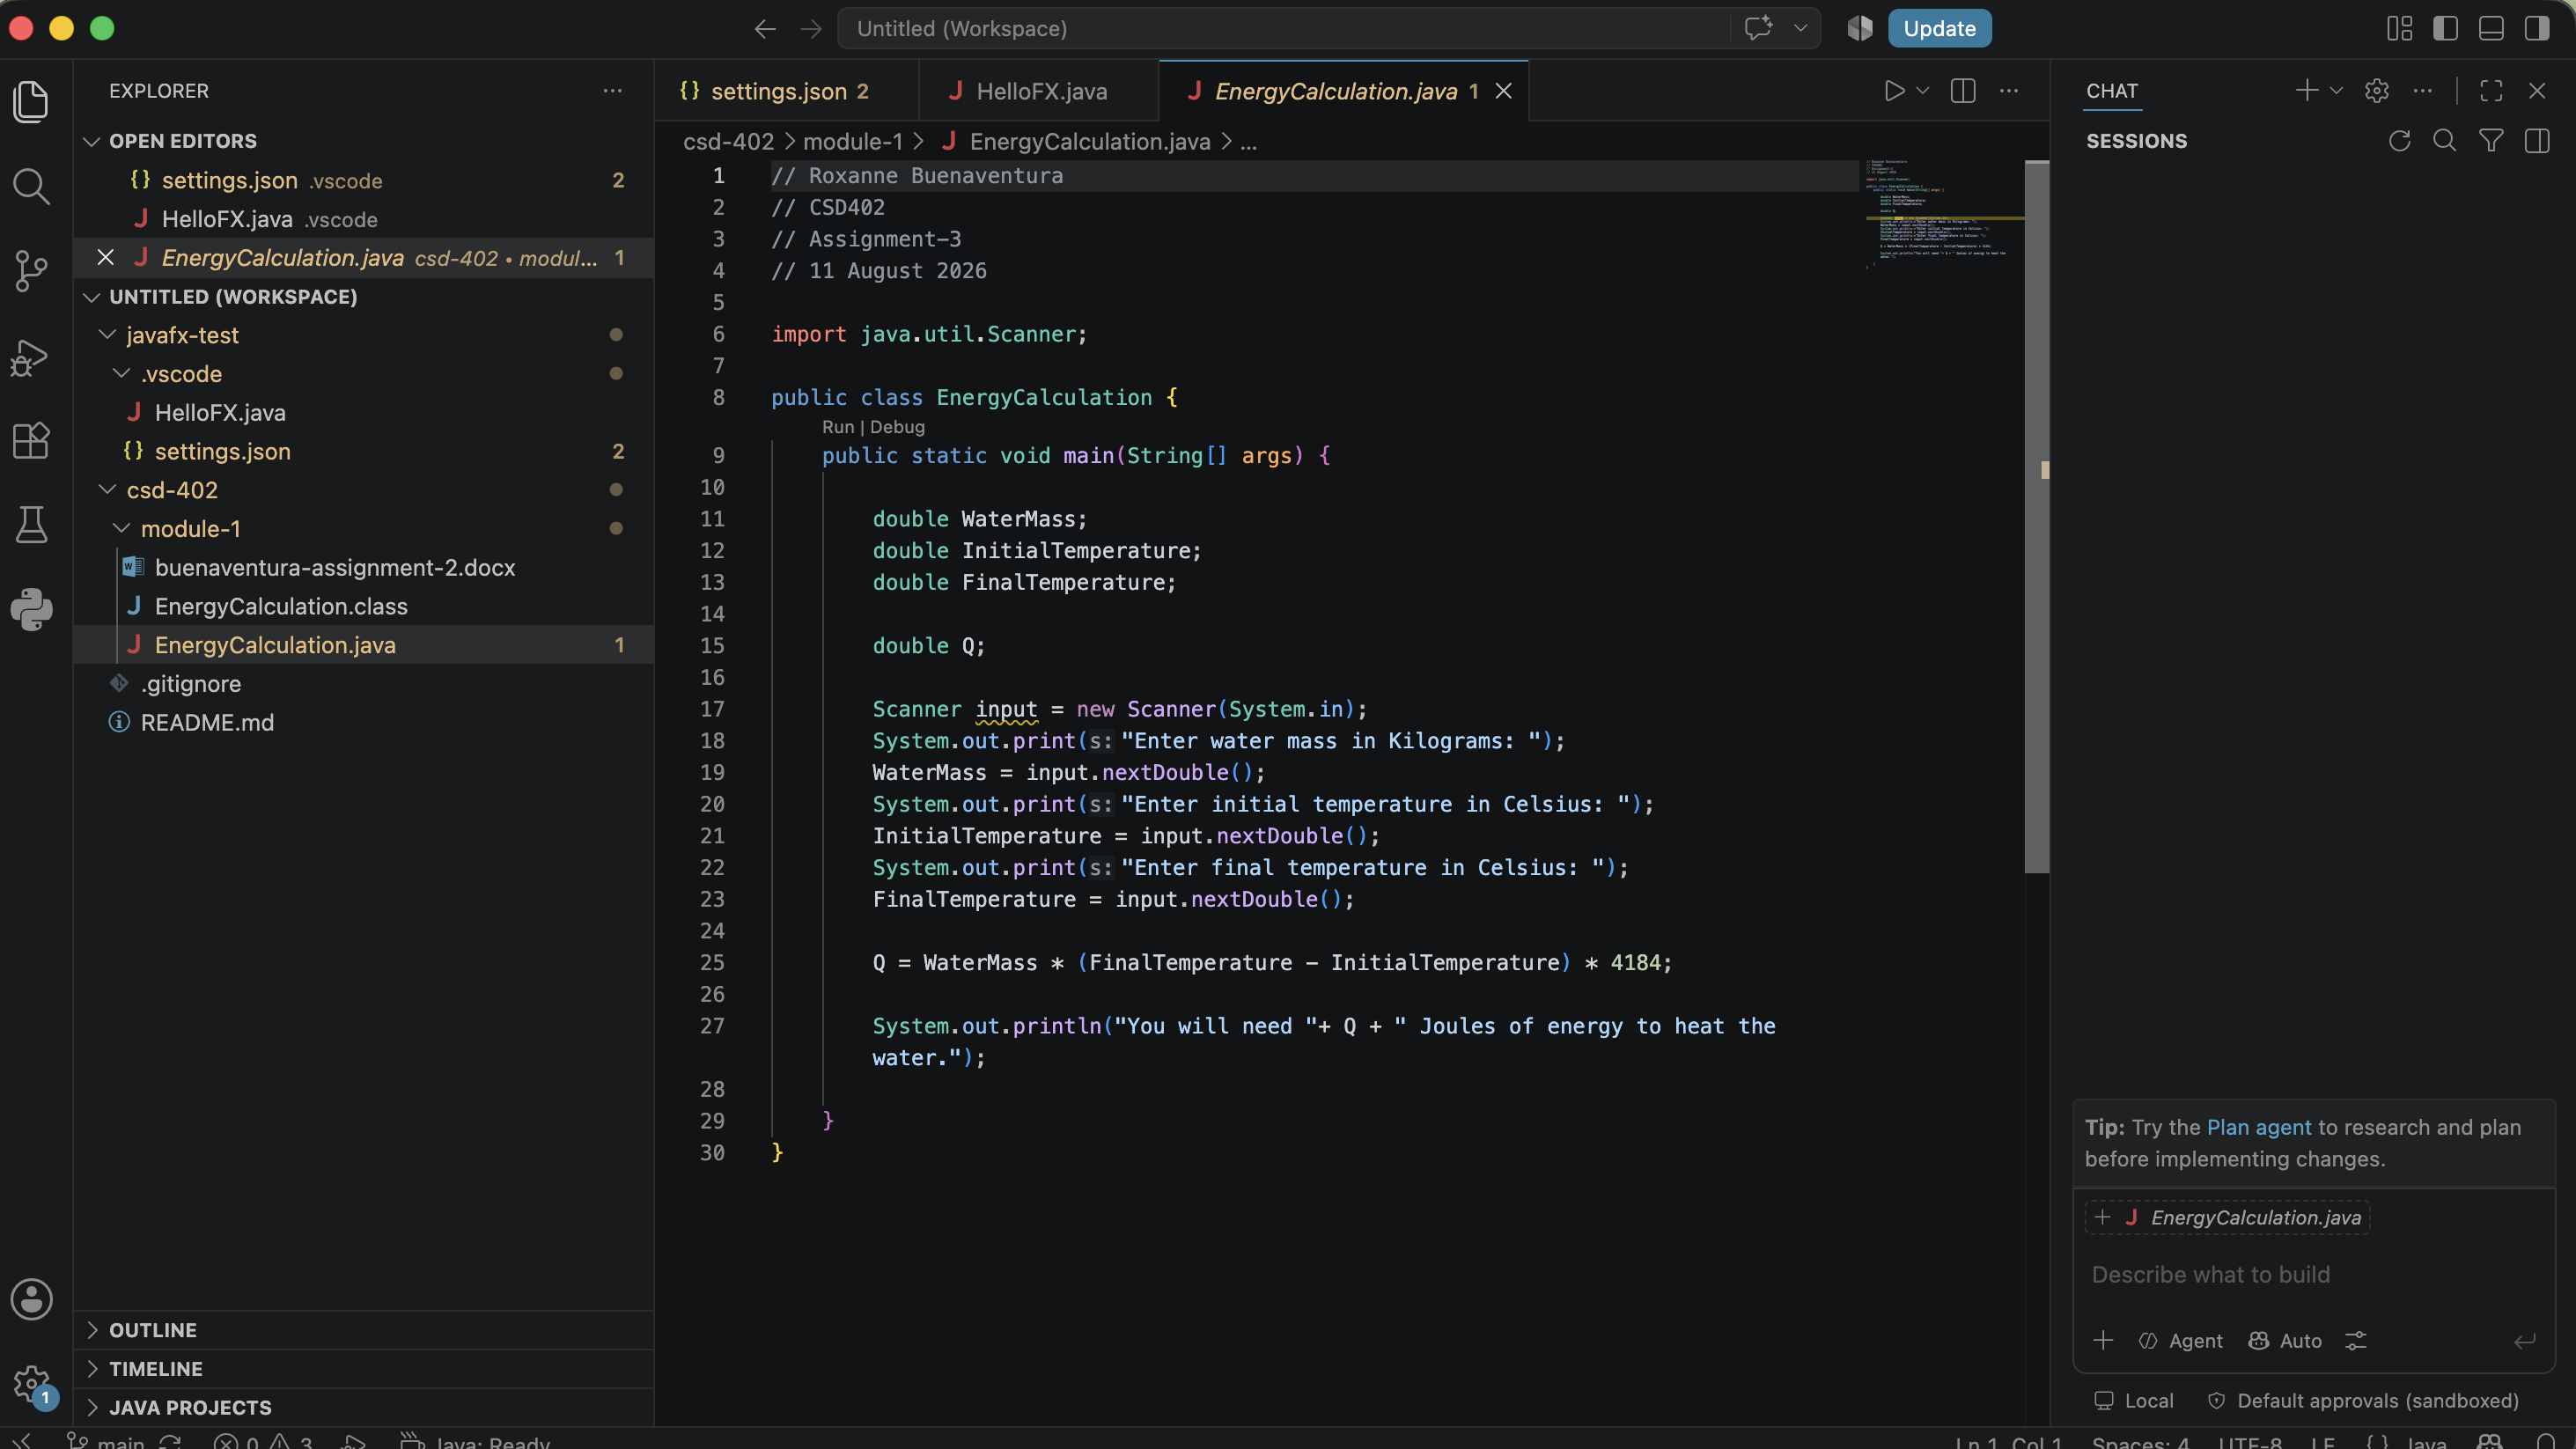 Untitled (Workspace)
Update
EXPLORER
OPEN EDITORS
settings.json .vscode 2
HelloFX.java .vscode
EnergyCalculation.java csd-402 • modul... 1
UNTITLED (WORKSPACE)
javafx-test
.vscode
HelloFX.java
settings.json 2
csd-402
module-1
buenaventura-assignment-2.docx
EnergyCalculation.class
EnergyCalculation.java 1
.gitignore
README.md
OUTLINE
TIMELINE
JAVA PROJECTS
1
settings.json 2
HelloFX.java
EnergyCalculation.java 1
csd-402 > module-1 > EnergyCalculation.java > ...
1 // Roxanne Buenaventura
2 // CSD402
3 // Assignment-3
4 // 11 August 2026
5
6 import java.util.Scanner;
7
8 public class EnergyCalculation {
Run | Debug
9 public static void main(String[] args) {
10
11 double WaterMass;
12 double InitialTemperature;
13 double FinalTemperature;
14
15 double Q;
16
17 Scanner input = new Scanner(System.in);
18 System.out.print(s: "Enter water mass in Kilograms: ");
19 WaterMass = input.nextDouble();
20 System.out.print(s: "Enter initial temperature in Celsius: ");
21 InitialTemperature = input.nextDouble();
22 System.out.print(s: "Enter final temperature in Celsius: ");
23 FinalTemperature = input.nextDouble();
24
25 Q = WaterMass * (FinalTemperature - InitialTemperature) * 4184;
26
27 System.out.println("You will need "+ Q + " Joules of energy to heat the
water.");
28
29 }
30 }
CHAT
SESSIONS
Tip: Try the Plan agent to research and plan
before implementing changes.
EnergyCalculation.java
Describe what to build
Agent Auto
Local Default approvals (sandboxed)
main 0 3 Java: Ready
Ln 1, Col 1 Spaces: 4 UTF-8 LF {} Java